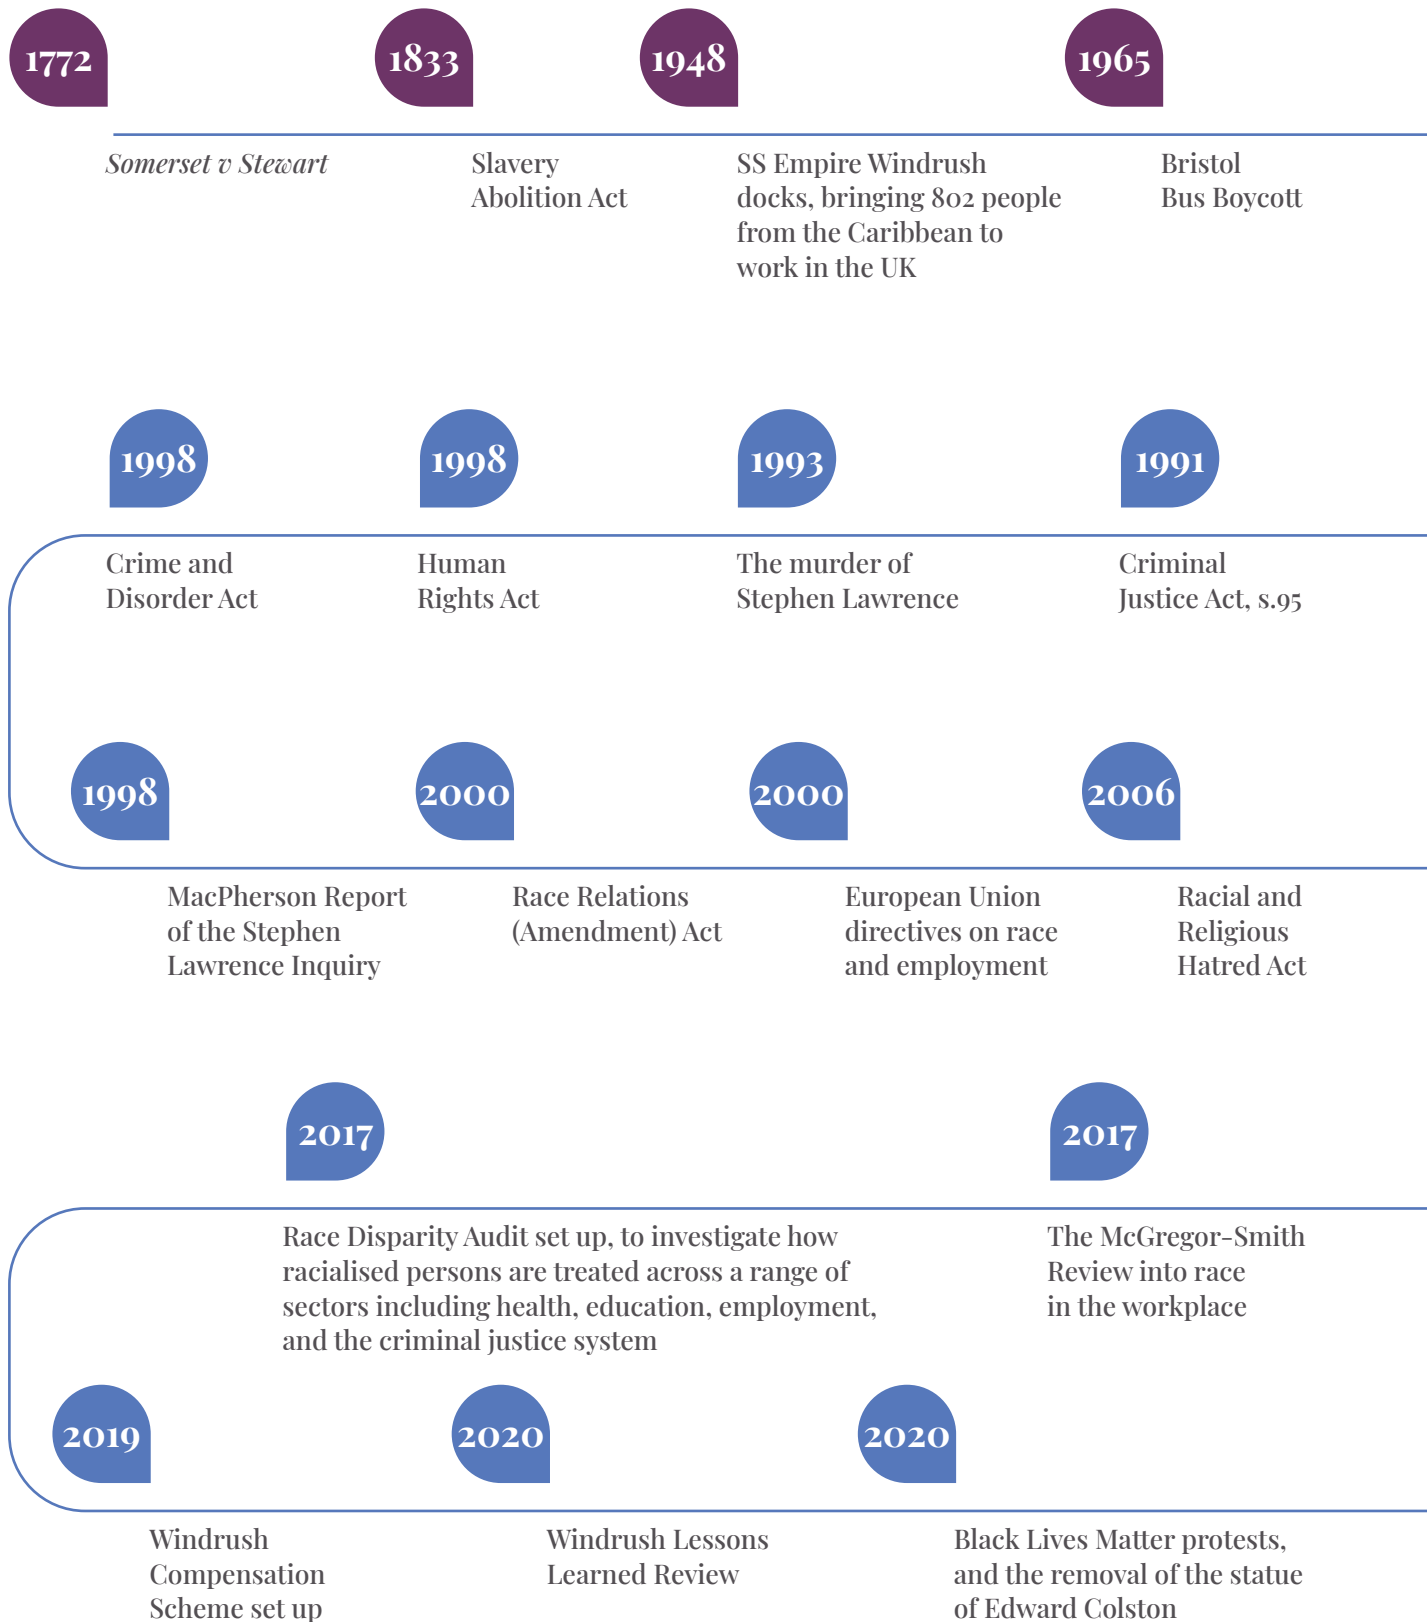 1772
Somerset v Stewart
1833
Slavery
Abolition Act
1948
SS Empire Windrush
docks, bringing 802 people
from the Caribbean to
work in the UK
1965
Bristol
Bus Boycott
1998
Crime and
Disorder Act
1998
Human
Rights Act
1993
The murder of
Stephen Lawrence
1991
Criminal
Justice Act, s.95
1998
MacPherson Report
of the Stephen
Lawrence Inquiry
2000
Race Relations
(Amendment) Act
2000
European Union
directives on race
and employment
2006
Racial and
Religious
Hatred Act
2017
Race Disparity Audit set up, to investigate how
racialised persons are treated across a range of
sectors including health, education, employment,
and the criminal justice system
2017
The McGregor-Smith
Review into race
in the workplace
2019
Windrush
Compensation
Scheme set up
2020
Windrush Lessons
Learned Review
2020
Black Lives Matter protests,
and the removal of the statue
of Edward Colston